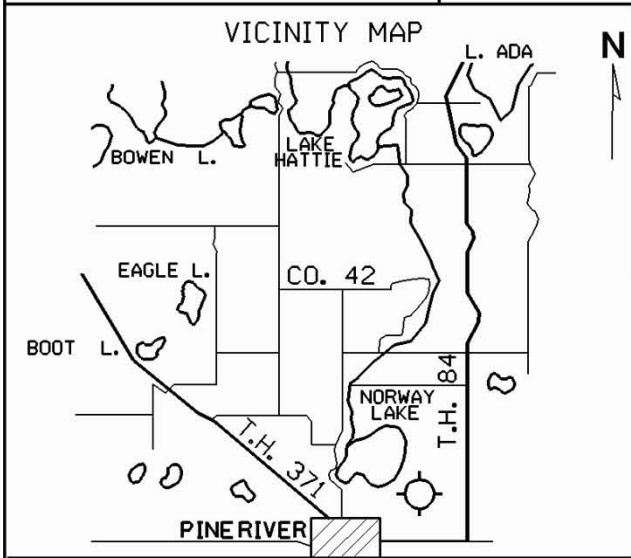 VICINITY MAP
L. ADA
N
LAKE
HATTIE
BOWEN L.
EAGLE L.
CO. 42
BOOT L.
T.H. 84
NORWAY
LAKE
T.H. 371
PINE RIVER